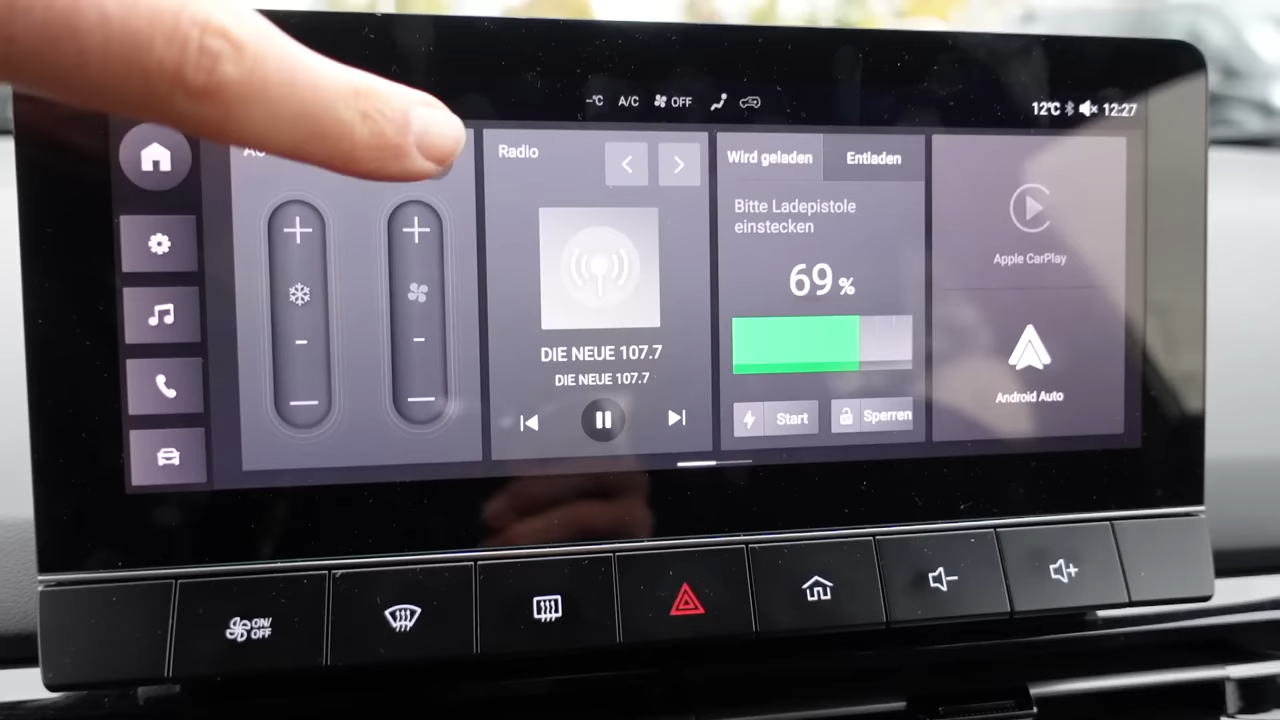 --°C A/C OFF
12°C 12:27
AC
Radio
DIE NEUE 107.7
DIE NEUE 107.7
Wird geladen
Entladen
Bitte Ladepistole
einstecken
69 %
Start
Sperren
Apple CarPlay
Android Auto
ON/
OFF